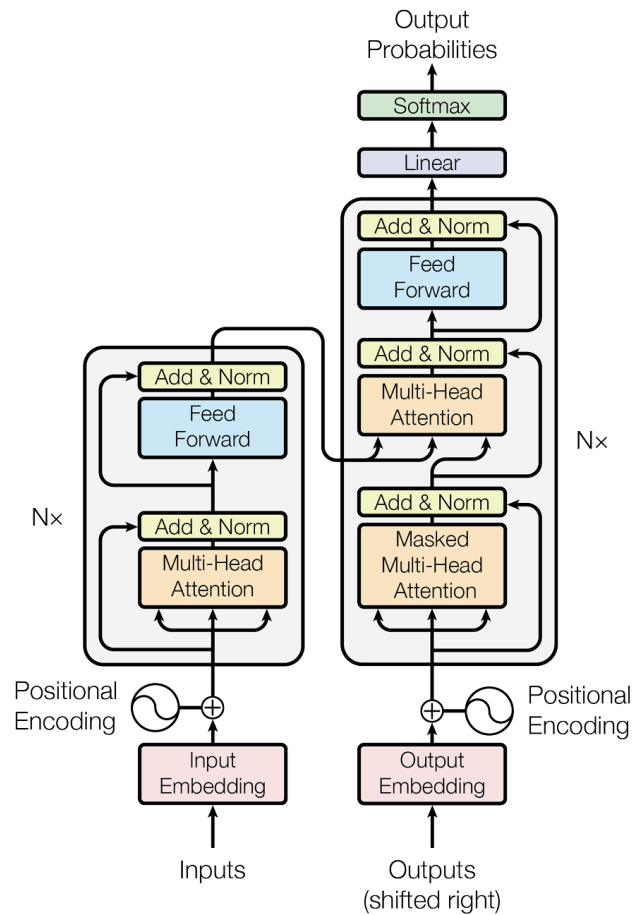 Output
Probabilities
Softmax
Linear
Add & Norm
Feed
Forward
Add & Norm
Multi-Head
Attention
Add & Norm
Masked
Multi-Head
Attention
N×
Add & Norm
Feed
Forward
Add & Norm
Multi-Head
Attention
N×
Positional
Encoding
+
Input
Embedding
Inputs
+
Positional
Encoding
Output
Embedding
Outputs
(shifted right)